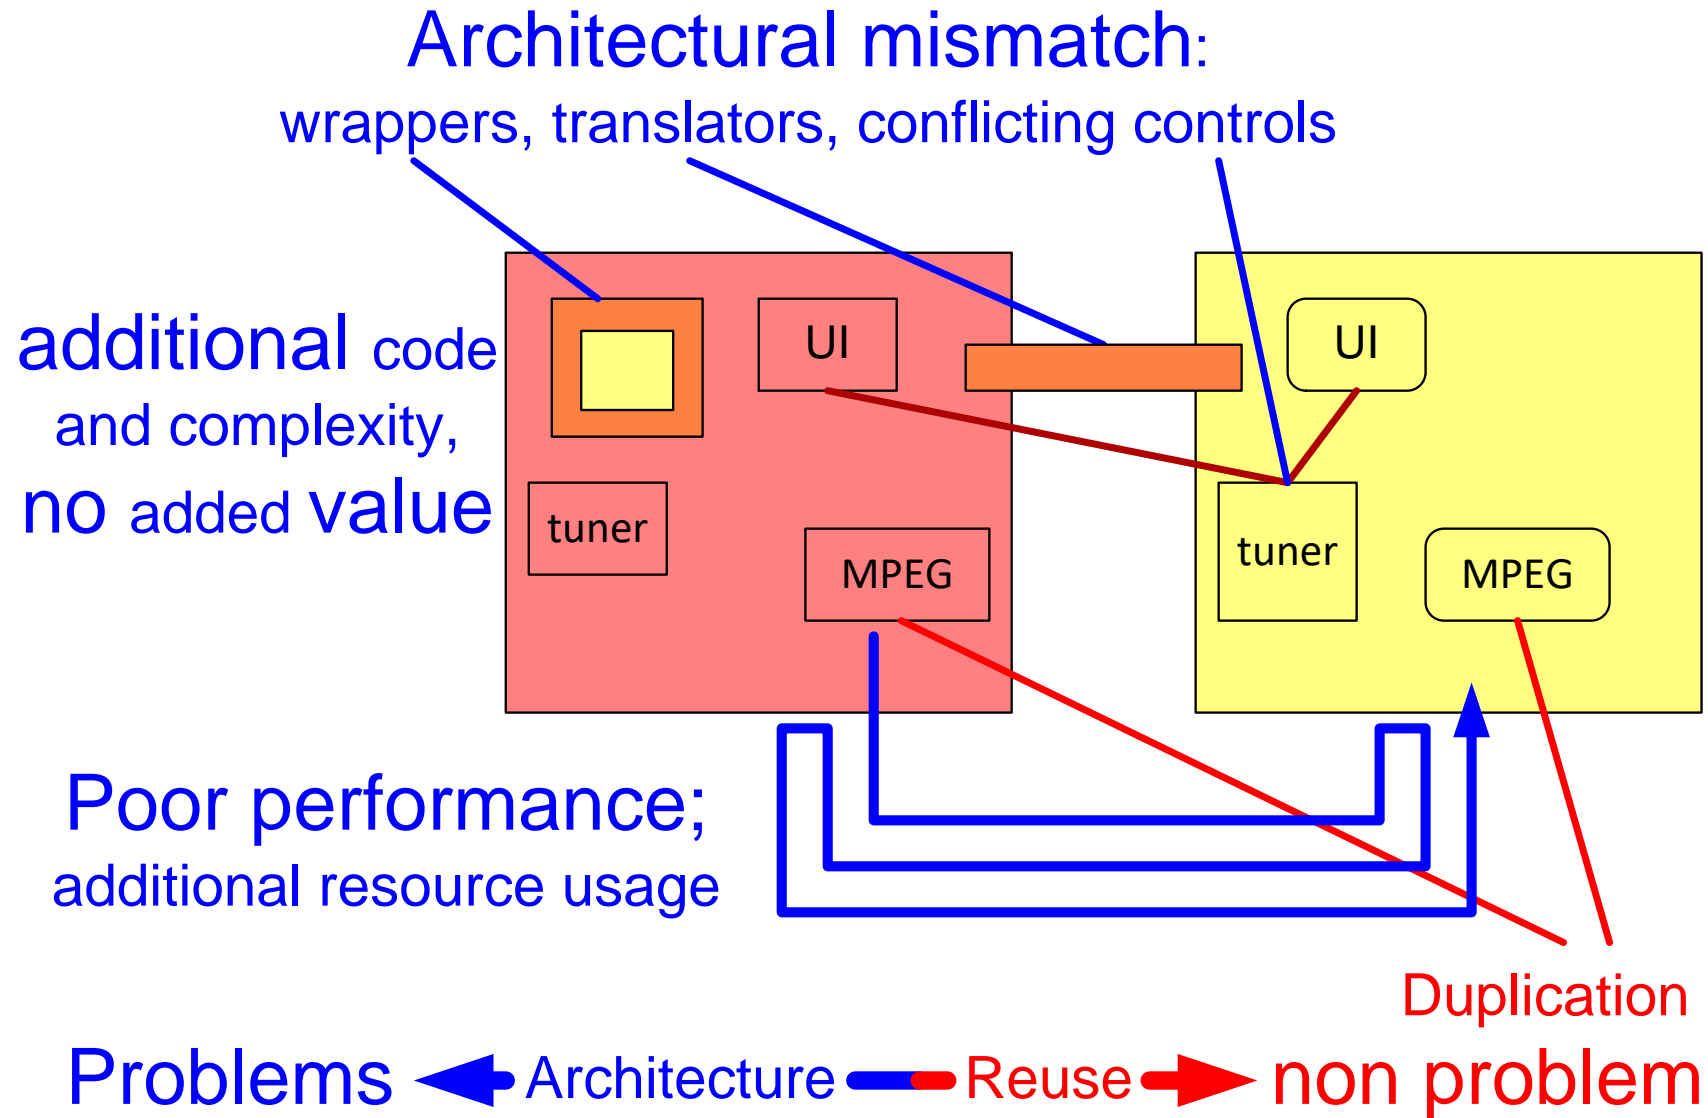 Architectural mismatch:
wrappers, translators, conflicting controls
additional code
and complexity,
no added value
UI
tuner
MPEG
UI
tuner
MPEG
Poor performance;
additional resource usage
Duplication
Problems Architecture Reuse non problem